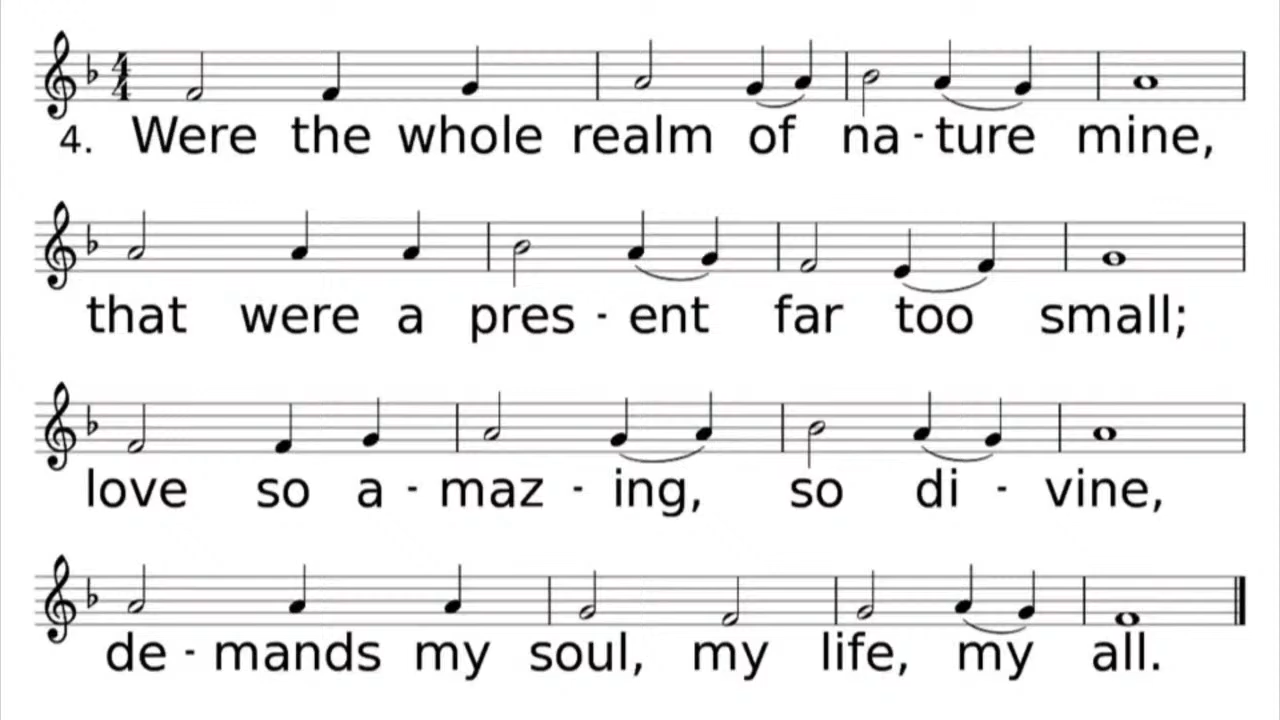 4. Were the whole realm of na - ture mine,
that were a pres - ent far too small;
love so a - maz - ing, so di - vine,
de - mands my soul, my life, my all.